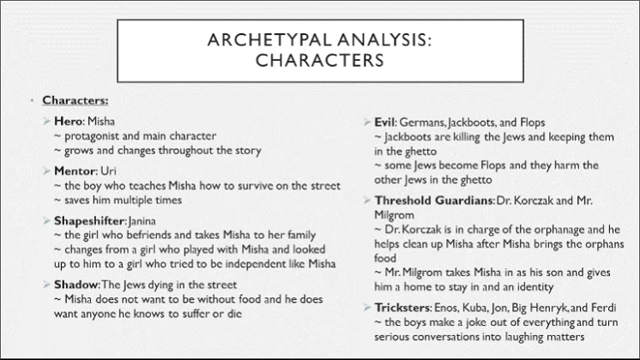 ARCHETYPAL ANALYSIS:
CHARACTERS
• Characters:
➢ Hero: Misha
~ protagonist and main character
~ grows and changes throughout the story
➢ Mentor: Uri
~ the boy who teaches Misha how to survive on the street
~ saves him multiple times
➢ Shapeshifter: Janina
~ the girl who befriends and takes Misha to her family
~ changes from a girl who played with Misha and looked
up to him to a girl who tried to be independent like Misha
➢ Shadow: The Jews dying in the street
~ Misha does not want to be without food and he does
want anyone he knows to suffer or die
➢ Evil: Germans, Jackboots, and Flops
~ Jackboots are killing the Jews and keeping them
in the ghetto
~ some Jews become Flops and they harm the
other Jews in the ghetto
➢ Threshold Guardians: Dr. Korczak and Mr.
Milgrom
~ Dr. Korczak is in charge of the orphanage and he
helps clean up Misha after Misha brings the orphans
food
~ Mr. Milgrom takes Misha in as his son and gives
him a home to stay in and an identity
➢ Tricksters: Enos, Kuba, Jon, Big Henryk, and Ferdi
~ the boys make a joke out of everything and turn
serious conversations into laughing matters